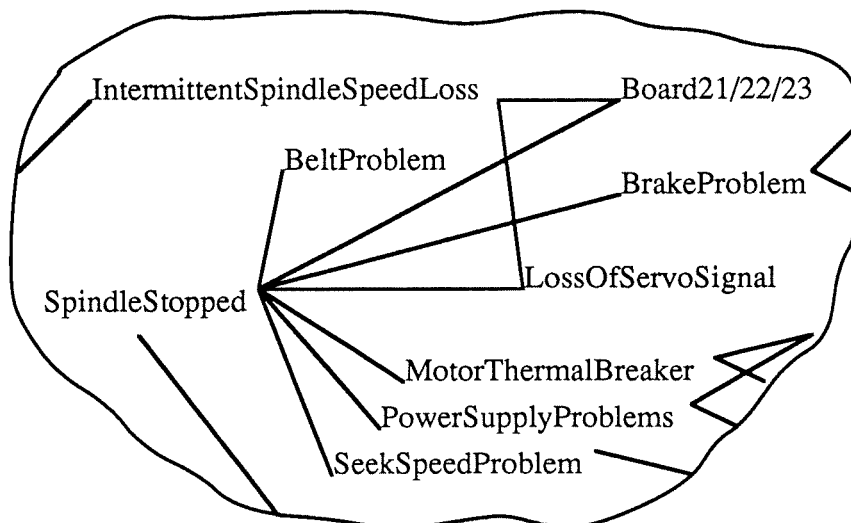 IntermittentSpindleSpeedLoss
Board21/22/23
BeltProblem
BrakeProblem
SpindleStopped
LossOfServoSignal
MotorThermalBreaker
PowerSupplyProblems
SeekSpeedProblem